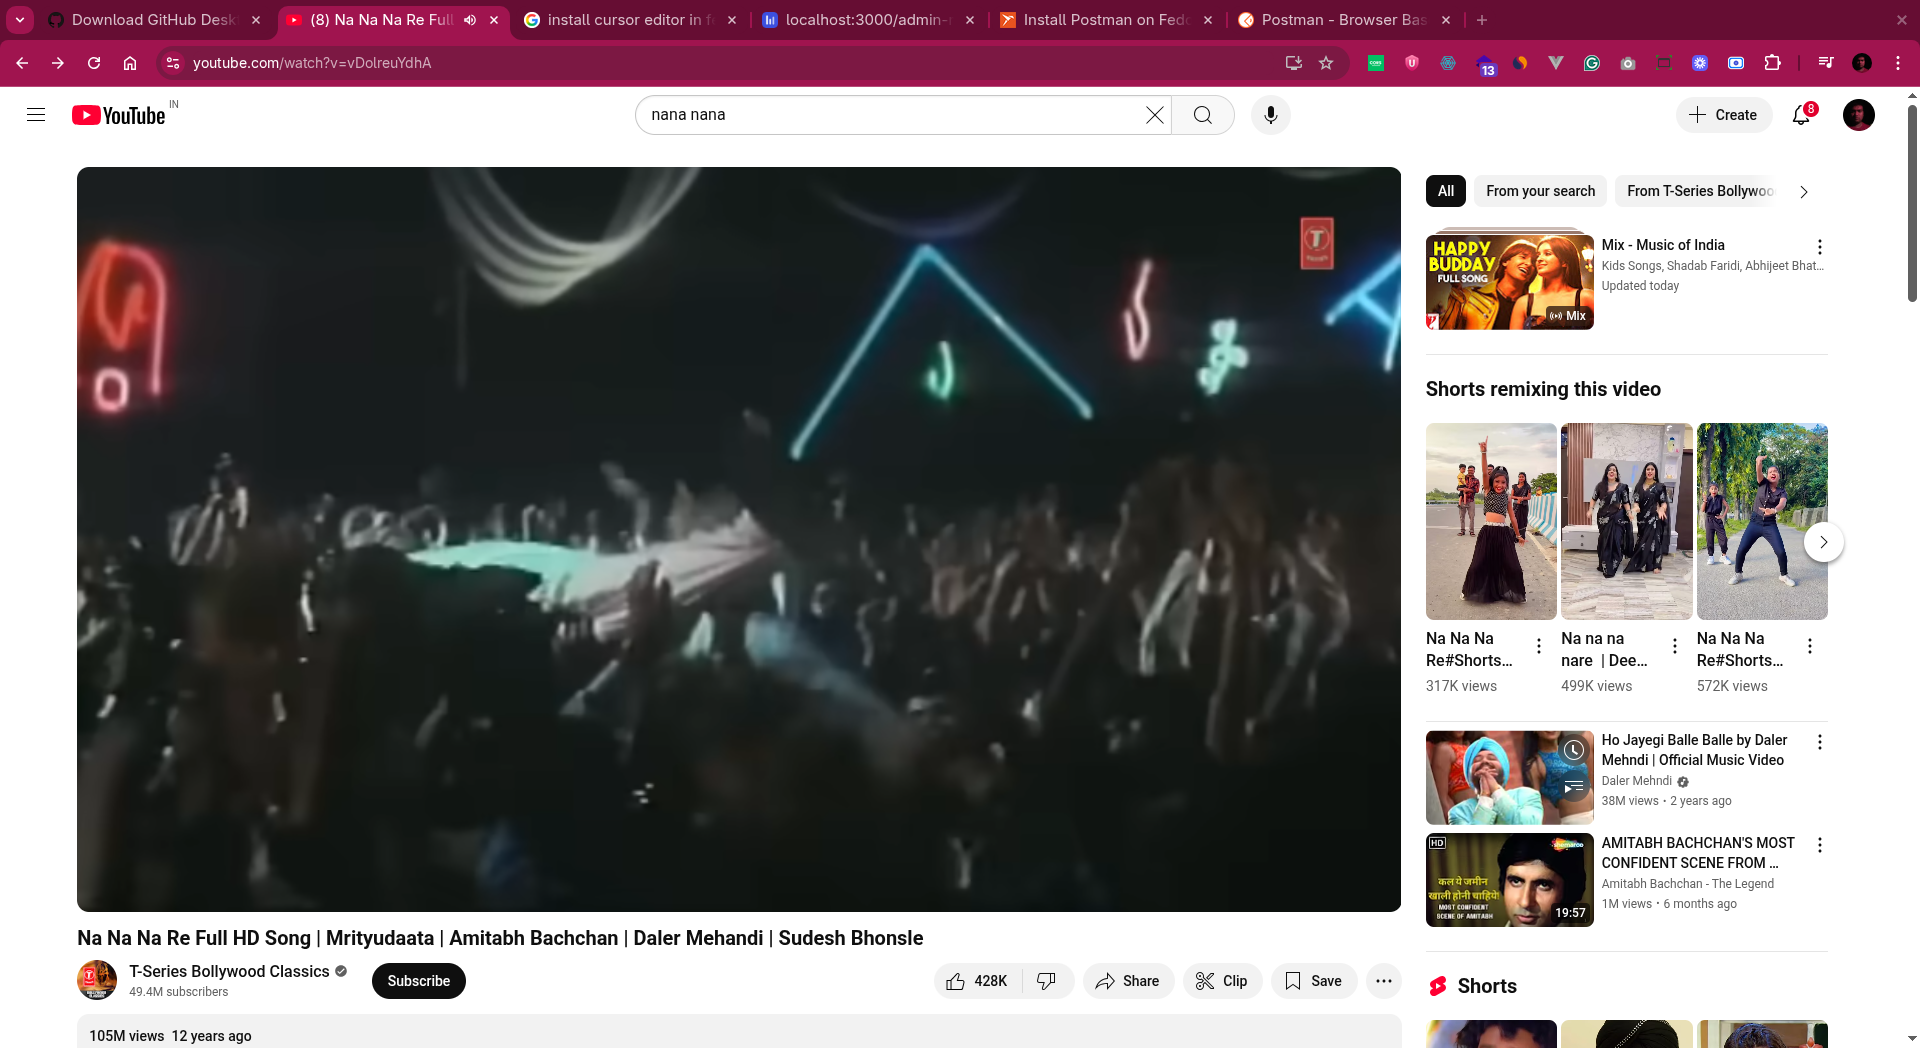 Download GitHub Desk
(8) Na Na Na Re Full
install cursor editor in f
localhost:3000/admin-
Install Postman on Fed
Postman - Browser Bas
youtube.com/watch?v=vDolreuYdhA
13
YouTube IN
nana nana
Create
8
All
From your search
From T-Series Bollywoo
HAPPY
BUDDAY
FULL SONG
Mix
Mix - Music of India
Kids Songs, Shadab Faridi, Abhijeet Bhat...
Updated today
Shorts remixing this video
Na Na Na
Re#Shorts...
317K views
Na na na
nare | Dee...
499K views
Na Na Na
Re#Shorts...
572K views
Ho Jayegi Balle Balle by Daler
Mehndi | Official Music Video
Daler Mehndi
38M views • 2 years ago
HD
shemaroo
कल ये जमीन
खाली होनी चाहिये
MOST CONFIDENT
SCENE OF AMITABH
19:57
AMITABH BACHCHAN'S MOST
CONFIDENT SCENE FROM ...
Amitabh Bachchan - The Legend
1M views • 6 months ago
Shorts
Na Na Na Re Full HD Song | Mrityudaata | Amitabh Bachchan | Daler Mehandi | Sudesh Bhonsle
T-Series Bollywood Classics
49.4M subscribers
Subscribe
428K
Share
Clip
Save
105M views 12 years ago